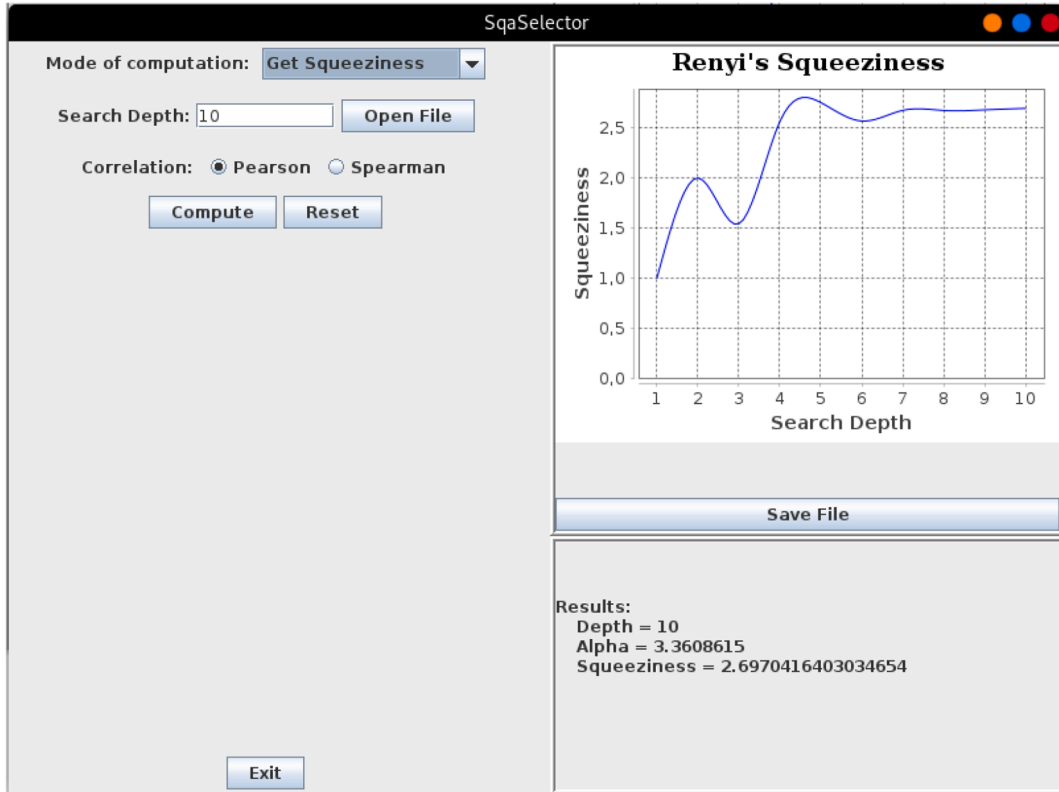 SqaSelector
Mode of computation: Get Squeeziness
Search Depth: 10 Open File
Correlation: Pearson Spearman
Compute Reset
Exit
Renyi's Squeeziness
Squeeziness
2,5
2,0
1,5
1,0
0,5
0,0
1 2 3 4 5 6 7 8 9 10
Search Depth
Save File
Results:
Depth = 10
Alpha = 3.3608615
Squeeziness = 2.6970416403034654